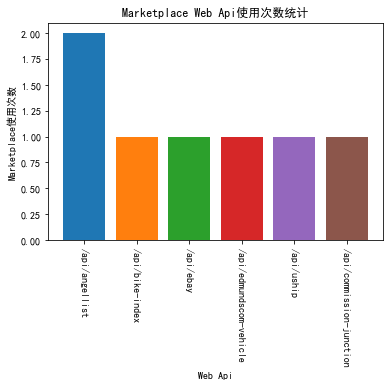 Marketplace Web Api使用次数统计
Marketplace使用次数
2.00
1.75
1.50
1.25
1.00
0.75
0.50
0.25
0.00
/api/angellist
/api/bike-index
/api/ebay
/api/edmundscom-vehicle
/api/uship
/api/commission-junction
Web Api